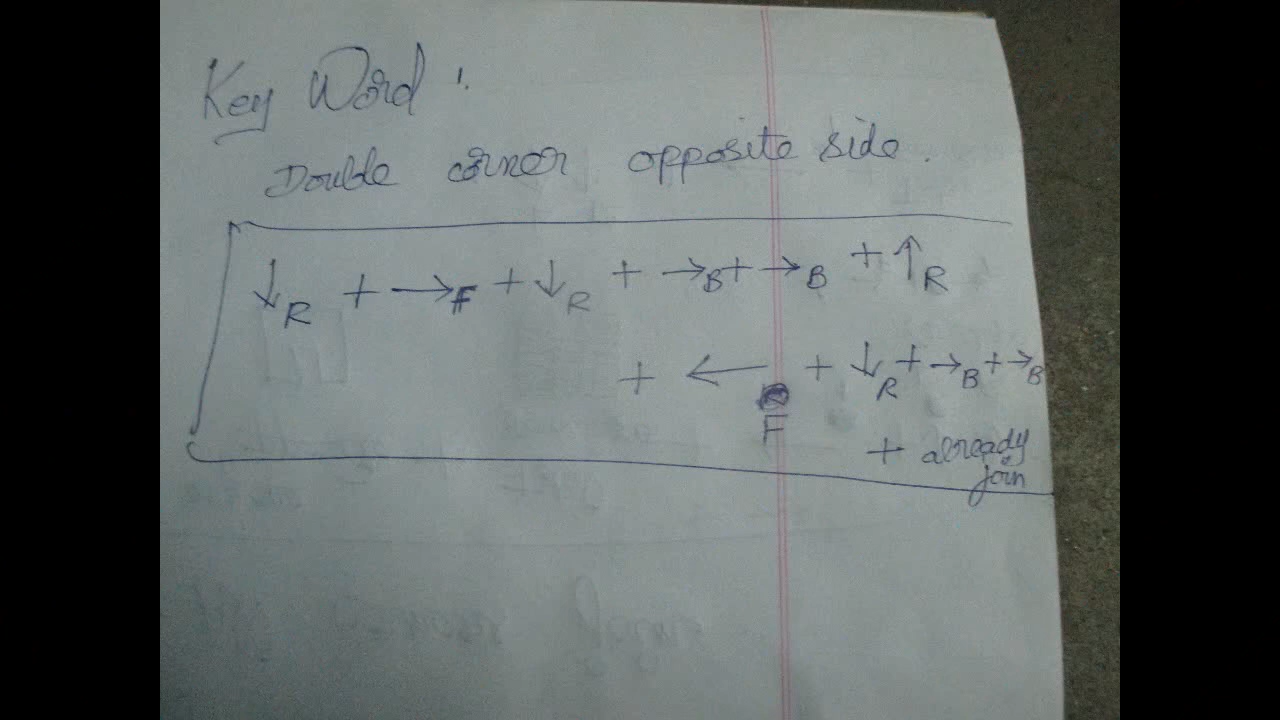 Key Word :
Double corner opposite side.
↓R + →F + ↓R + →B + →B + ↑R
+ ←F + ↓R + →B + →B
+ already
join